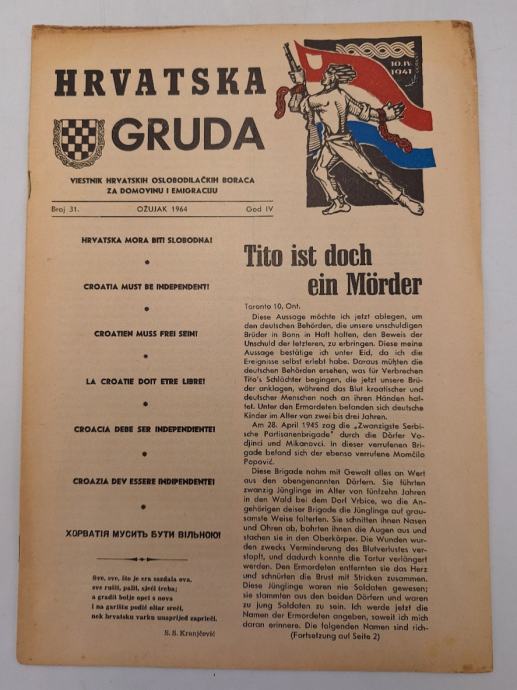 HRVATSKA
GRUDA
10.IV
1941
VIESTNIK HRVATSKIH OSLOBODILAČKIH BORACA
ZA DOMOVINU I EMIGRACIJU
Broj 31. OŽUJAK 1964 God IV
HRVATSKA MORA BITI SLOBODNA!
CROATIA MUST BE INDEPENDENT!
CROATIEN MUSS FREI SEIN!
LA CROATIE DOIT ETRE LIBRE!
CROACIA DEBE SER INDEPENDIENTE!
CROAZIA DEV ESSERE INDIPENDENTE!
ХОРВАТІЯ МУСИТЬ БУТИ ВІЛЬНОЮ!
Sve, sve, što je era sazdala ova,
sve ruši, pali, sjeći treba;
a gradit bolje opet s nova
i na garištu podić oltar sreći,
nek hrvatsku varku unaprijed zapriječi.
S. S. Kranjčević
Tito ist doch
ein Mörder
Toronto 10, Ont.
Diese Aussage möchte ich jetzt ablegen, um
den deutschen Behörden, die unsere unschuldigen
Brüder in Bonn in Haft halten, den Beweis der
Unschuld der letzteren, zu erbringen. Diese meine
Aussage bestätige ich unter Eid, da ich die
Ereignisse selbst erlebt habe. Daraus müßten die
deutschen Behörden ersehen, was für Verbrechen
Tito's Schlächter begingen, die jetzt unsere Brü-
der anklagen, während das Blut kroatischer und
deutscher Menschen noch an ihren Händen haf-
tet. Unter den Ermordeten befanden sich deutsche
Kinder im Alter von zwei bis drei Jahren.
Am 28. April 1945 zog die „Zwanzigste Serbi-
sche Partisanenbrigade" durch die Dörfer Vo-
djinci und Mikanovci. In dieser verrufenen Bri-
gade befand sich der ebenso verrufene Momčilo
Popović.
Diese Brigade nahm mit Gewalt alles an Wert
aus den obengenannten Dörfern. Sie führten
zwanzig Jünglinge im Alter von fünfzehn Jahren
in den Wald bei dem Dorf Vrbice, wo die An-
gehörigen deiser Brigade die Jünglinge auf grau-
samste Weise folterten. Sie schnitten ihnen Nasen
und Ohren ab, bohrten ihnen die Augen aus und
stachen sie in den Oberkörper. Die Wunden wur-
den zwecks Verminderung des Blutverlustes ver-
stopft, und dadurch konnte die Tortur verlängert
werden. Den Ermordeten entfernten sie das Herz
und schnürten die Brust mit Stricken zusammen.
Diese Jünglinge waren nie Soldaten gewesen;
sie stammten aus den beiden Dörfern und waren
zu jung Soldaten zu sein. Ich werde jetzt die
Namen der Ermordeten angeben, soweit ich mich
daran erinnere. Die folgenden Namen sind rich-
(Fortsetzung auf Seite 2)